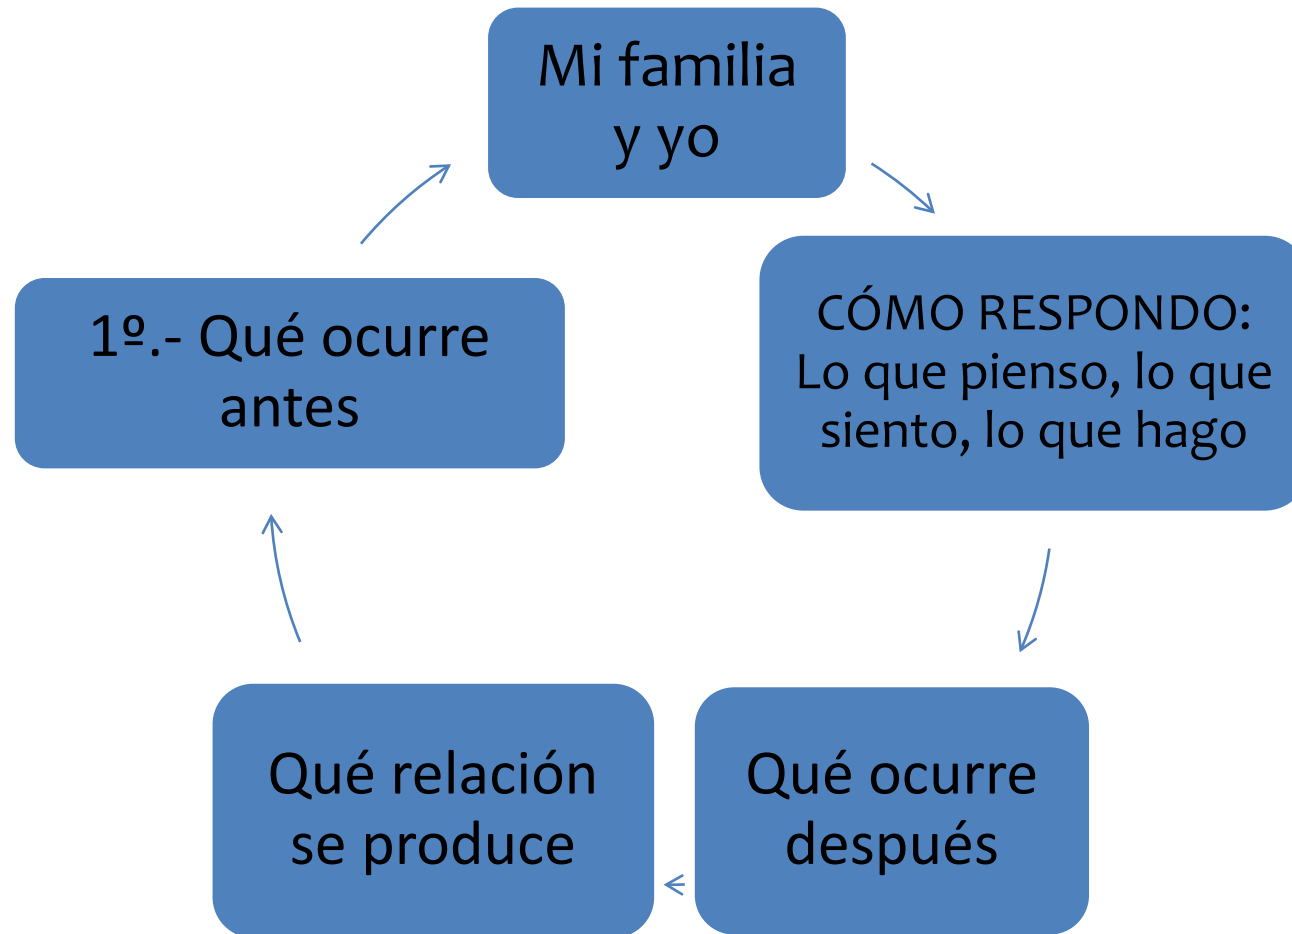 Mi familia
y yo
CÓMO RESPONDO:
Lo que pienso, lo que
siento, lo que hago
1º.- Qué ocurre
antes
Qué relación
se produce
Qué ocurre
después